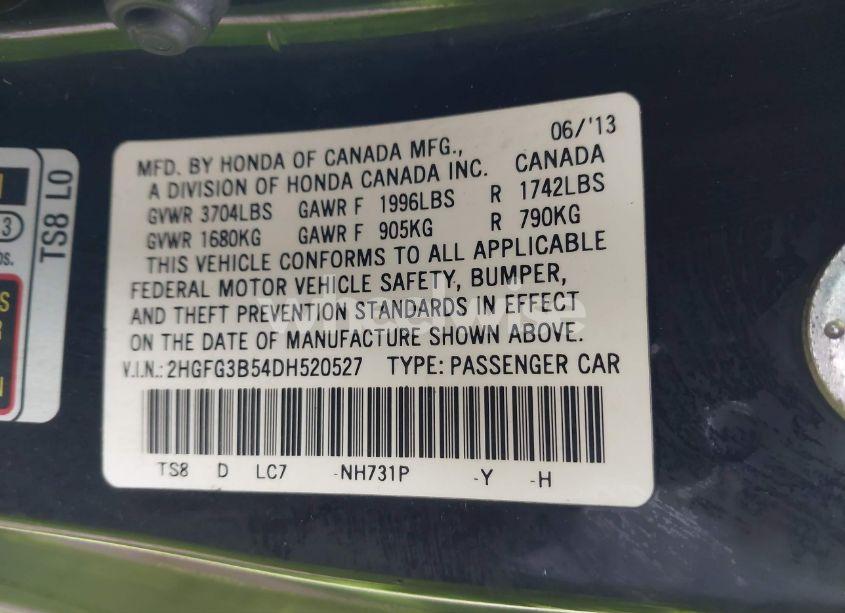 06/'13
MFD. BY HONDA OF CANADA MFG.,
A DIVISION OF HONDA CANADA INC. CANADA
GVWR 3704LBS GAWR F 1996LBS R 1742LBS
GVWR 1680KG GAWR F 905KG R 790KG
THIS VEHICLE CONFORMS TO ALL APPLICABLE
FEDERAL MOTOR VEHICLE SAFETY, BUMPER,
AND THEFT PREVENTION STANDARDS IN EFFECT
ON THE DATE OF MANUFACTURE SHOWN ABOVE.
V.I.N.: 2HGFG3B54DH520527 TYPE: PASSENGER CAR
TS8 D LC7 -NH731P -Y -H
TS8 L0